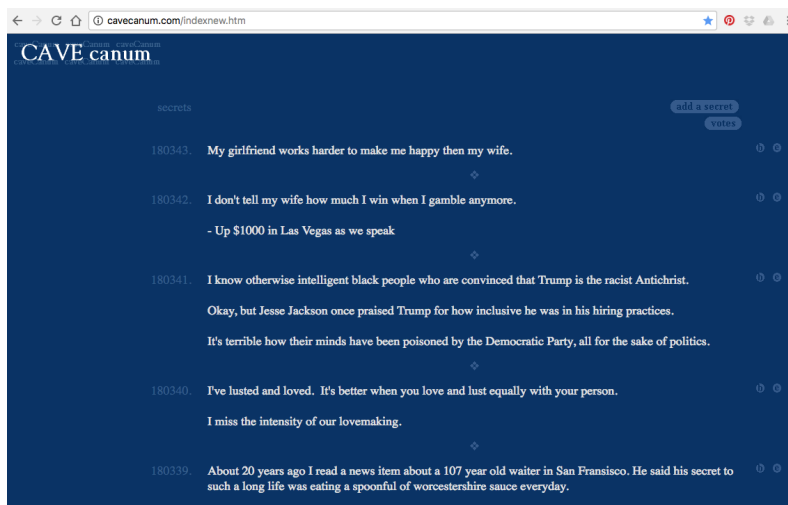 cavecanum.com/indexnew.htm
CAVE canum
secrets
add a secret
votes
180343. My girlfriend works harder to make me happy then my wife.
180342. I don't tell my wife how much I win when I gamble anymore.
- Up $1000 in Las Vegas as we speak
180341. I know otherwise intelligent black people who are convinced that Trump is the racist Antichrist.
Okay, but Jesse Jackson once praised Trump for how inclusive he was in his hiring practices.
It's terrible how their minds have been poisoned by the Democratic Party, all for the sake of politics.
180340. I've lusted and loved.  It's better when you love and lust equally with your person.
I miss the intensity of our lovemaking.
180339. About 20 years ago I read a news item about a 107 year old waiter in San Fransisco. He said his secret to
such a long life was eating a spoonful of worcestershire sauce everyday.